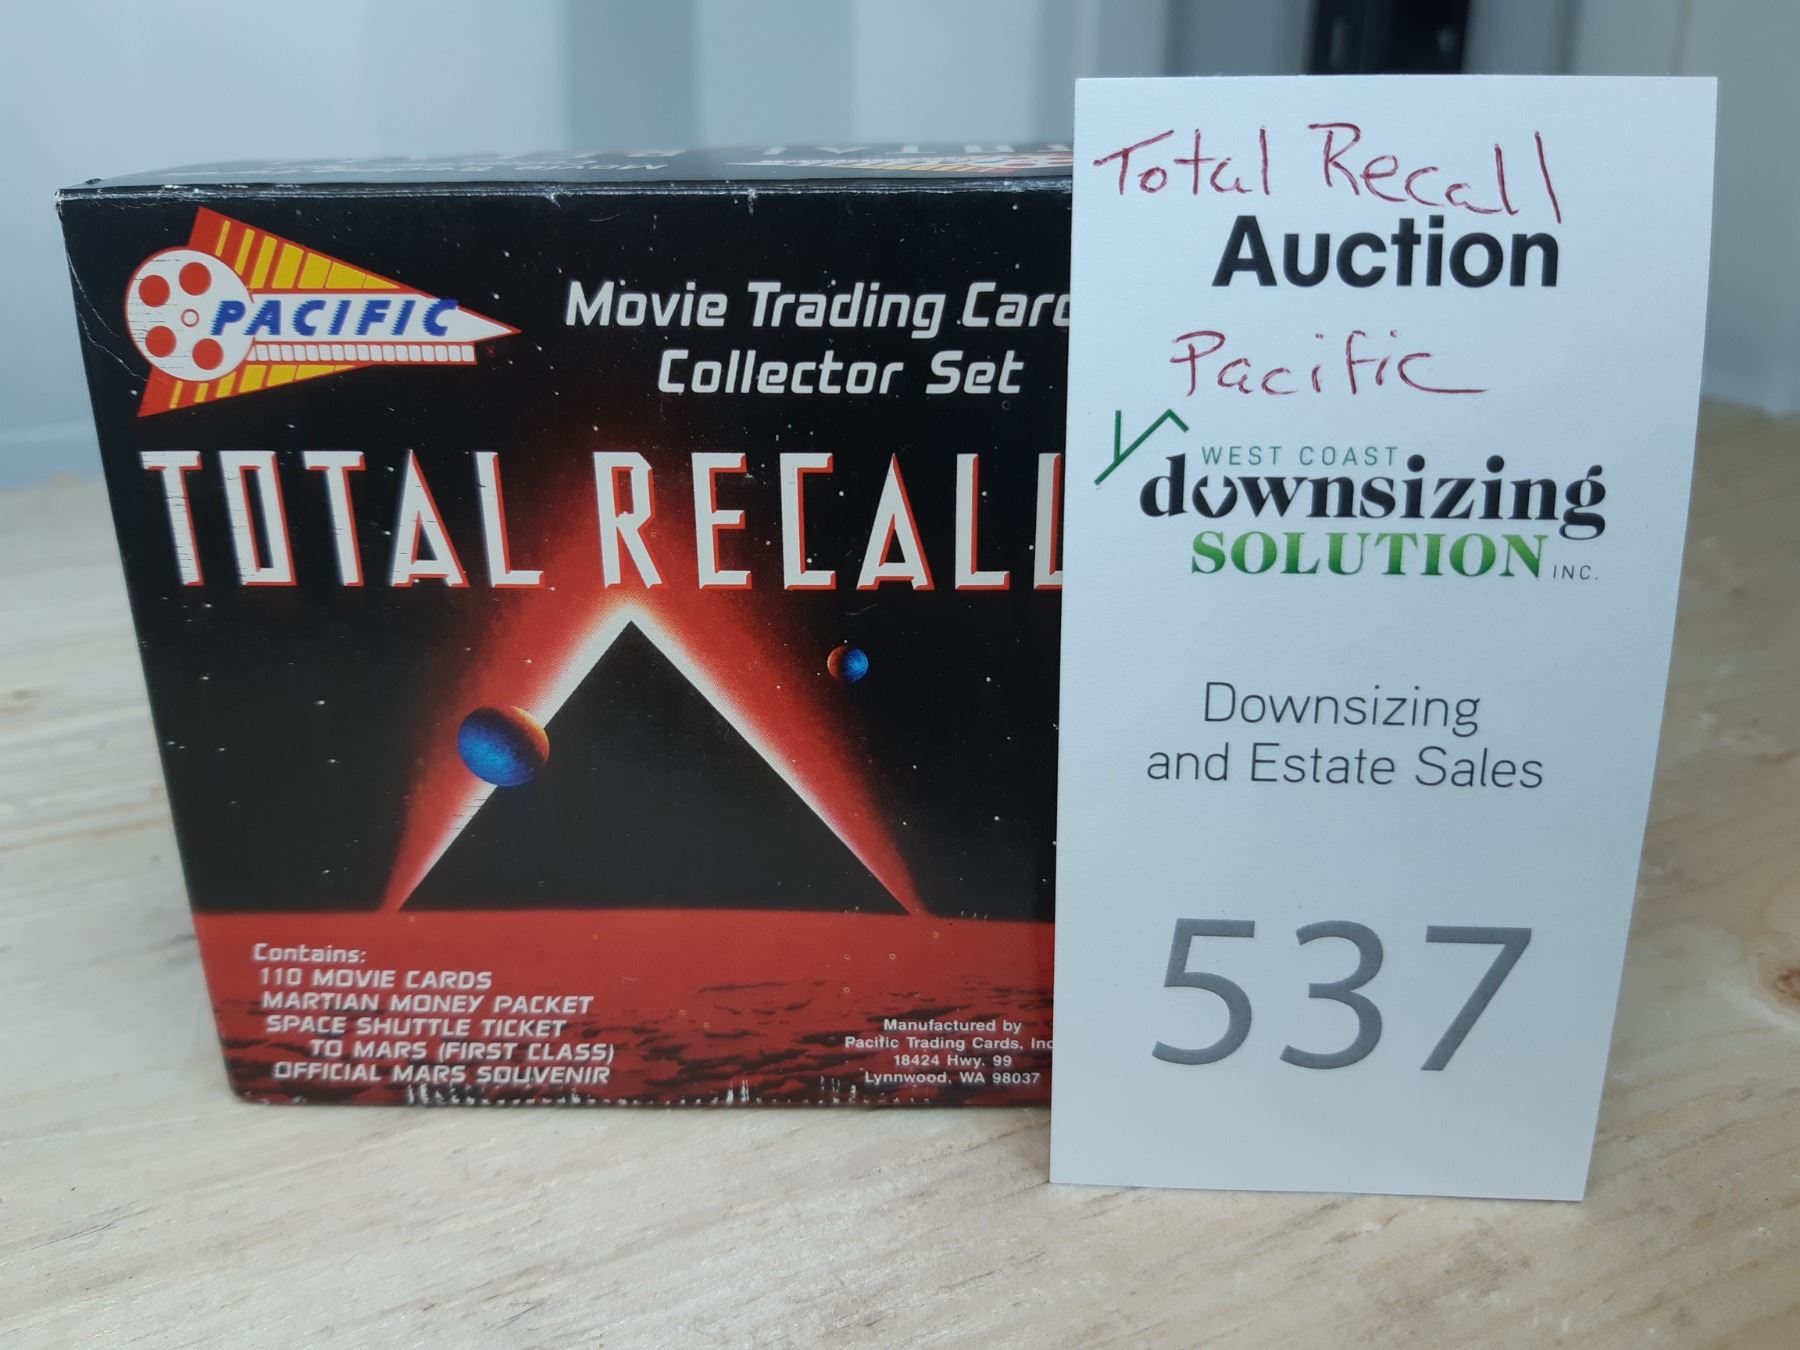 PACIFIC
Movie Trading Card
Collector Set
TOTAL RECALL
Contains:
110 MOVIE CARDS
MARTIAN MONEY PACKET
SPACE SHUTTLE TICKET
TO MARS (FIRST CLASS)
OFFICIAL MARS SOUVENIR
Manufactured by
Pacific Trading Cards, Inc
18424 Hwy. 99
Lynnwood, WA 98037
Total Recall
Auction
Pacific
WEST COAST
downsizing
SOLUTION INC.
Downsizing
and Estate Sales
537